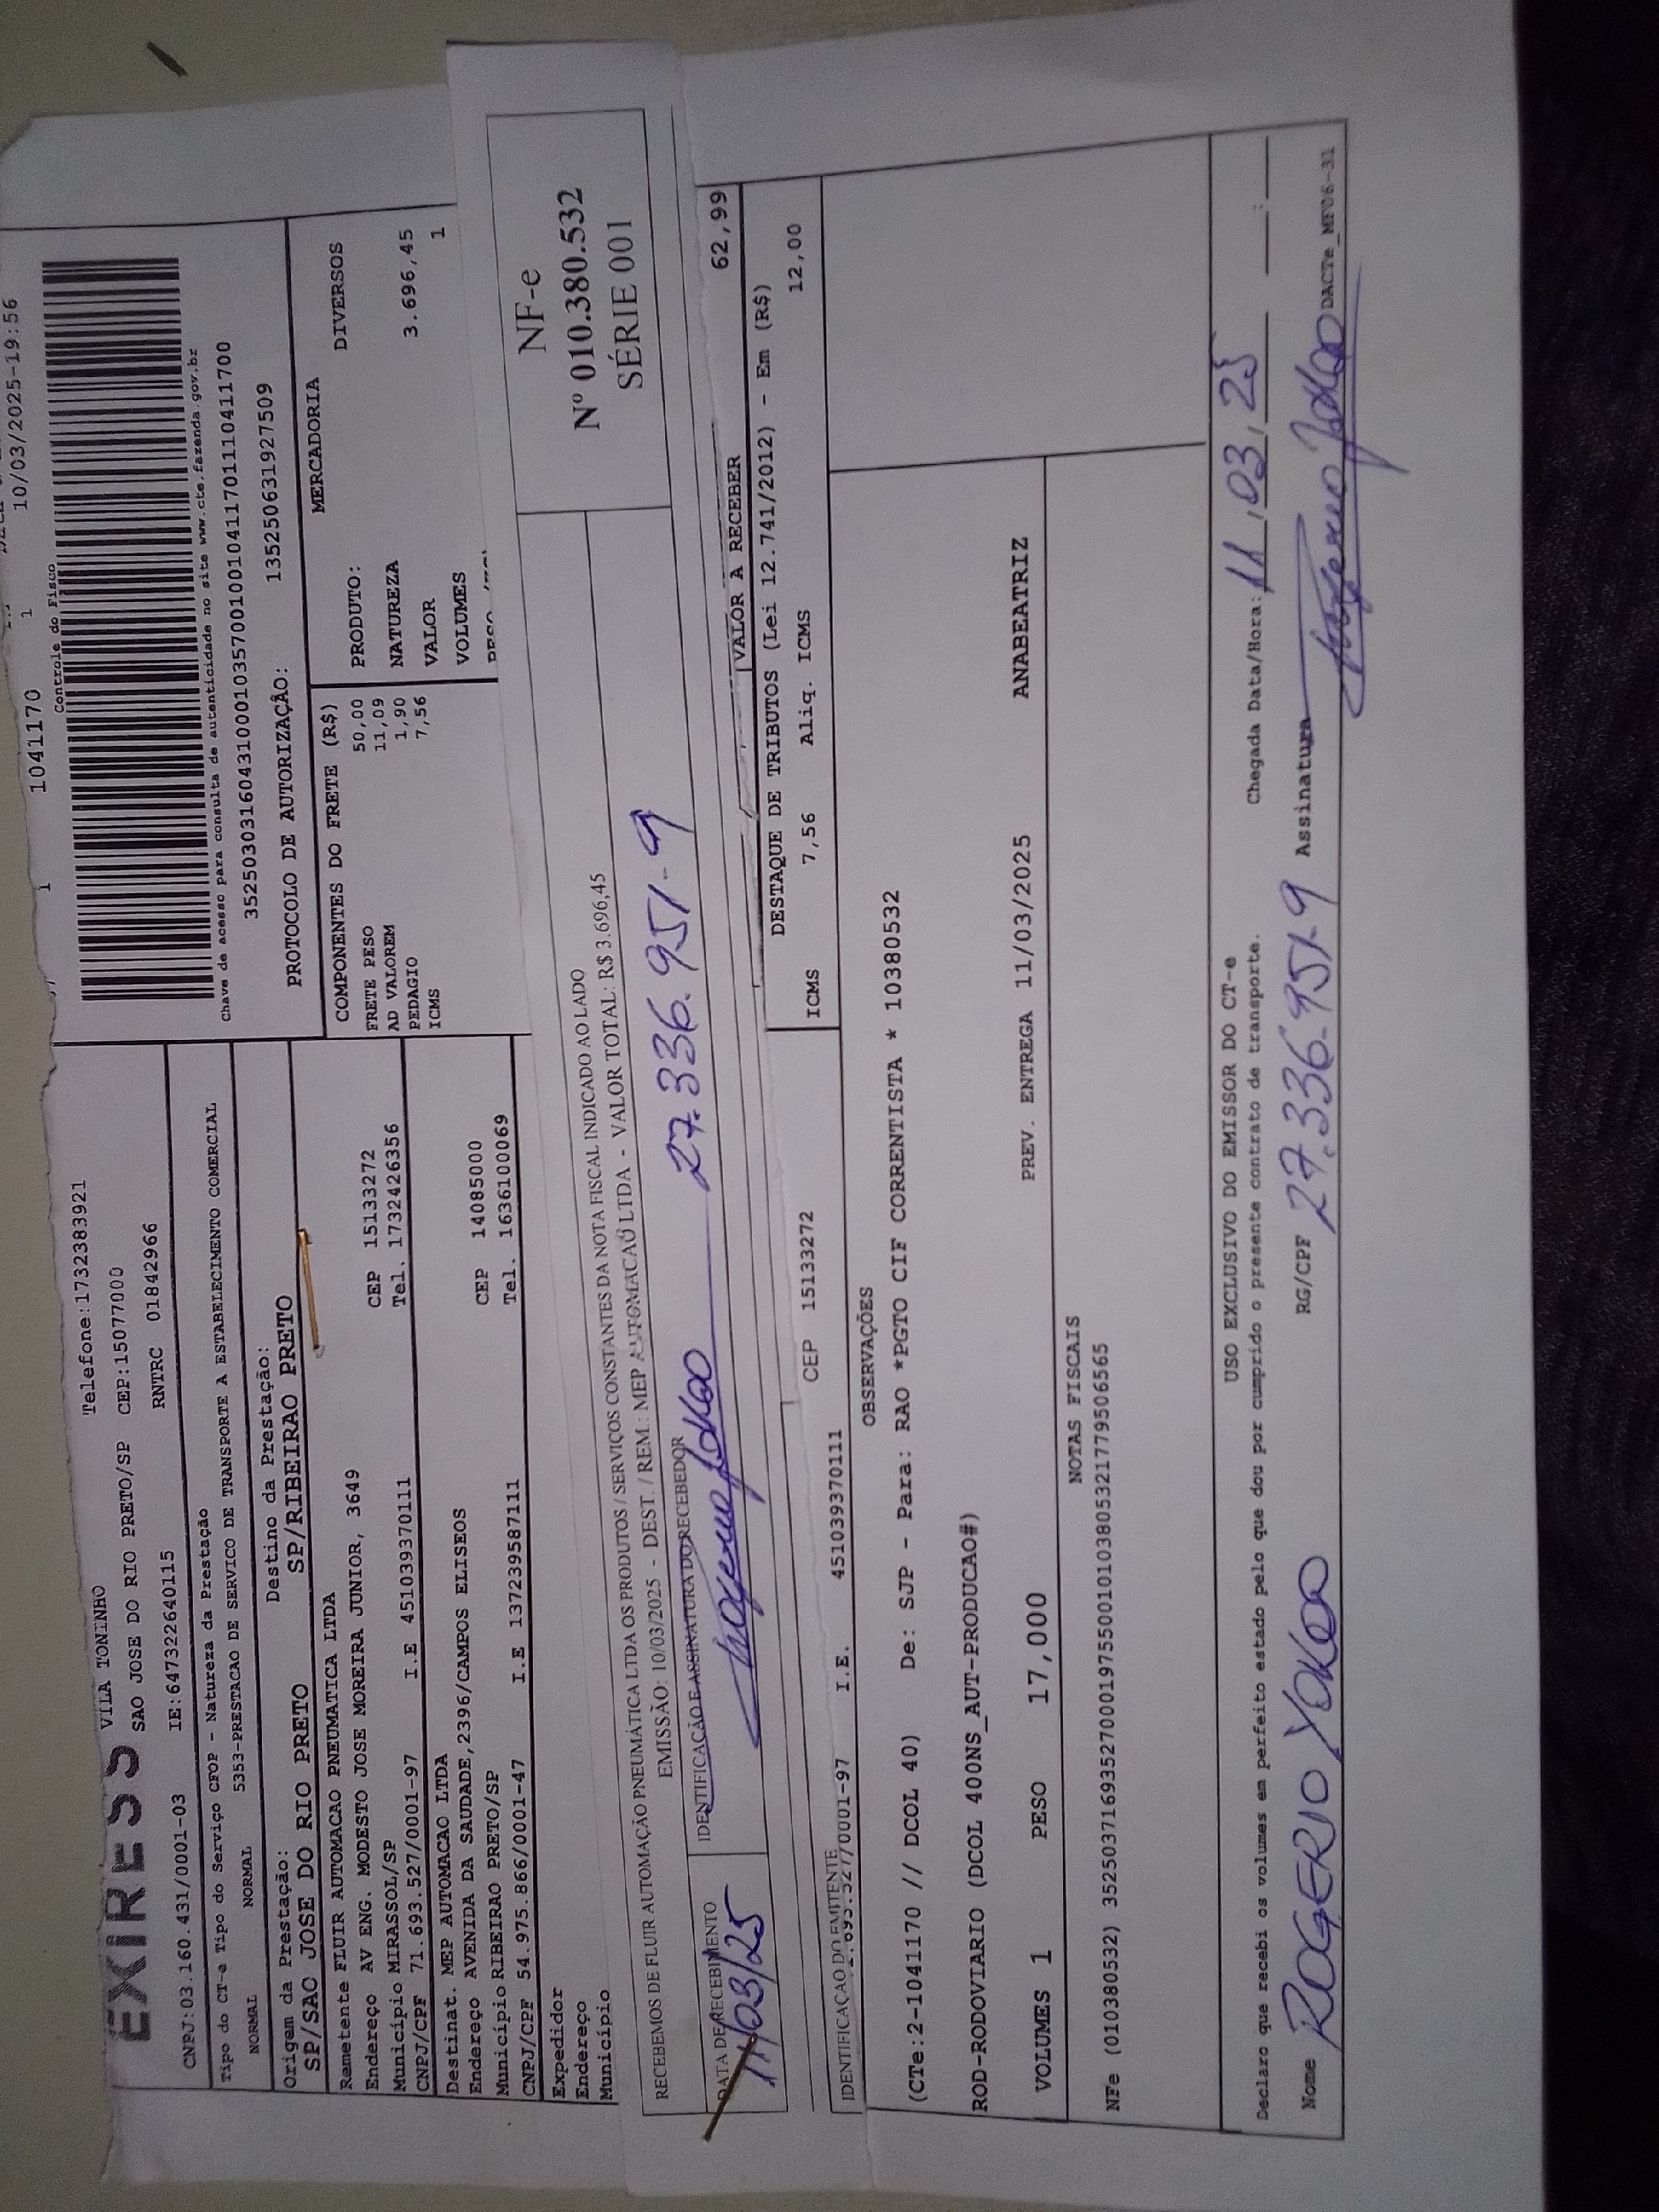 10/03/2025-19:56
1 1041170 1
Controle do Fisco
EXPRESSO VILA TONINHO
Telefone:1732383921
SAO JOSE DO RIO PRETO/SP CEP:15077000
CNPJ:03.160.431/0001-03 IE:647322640115 RNTRC 01842966
Tipo do CT-e Tipo do Serviço CFOP - Natureza da Prestação
NORMAL NORMAL 5353-PRESTACAO DE SERVICO DE TRANSPORTE A ESTABELECIMENTO COMERCIAL
Chave de acesso para consulta de autenticidade no site www.cte.fazenda.gov.br
35250303160431000103570010010411701110411700
PROTOCOLO DE AUTORIZAÇÃO: 135250631927509
Origem da Prestação: Destino da Prestação:
SP/SAO JOSE DO RIO PRETO SP/RIBEIRAO PRETO
Remetente FLUIR AUTOMACAO PNEUMATICA LTDA
Endereço AV ENG. MODESTO JOSE MOREIRA JUNIOR, 3649
Município MIRASSOL/SP CEP 15133272
CNPJ/CPF 71.693.527/0001-97 I.E 451039370111 Tel. 1732426356
Destinat. MEP AUTOMACAO LTDA
Endereço AVENIDA DA SAUDADE,2396/CAMPOS ELISEOS
Município RIBEIRAO PRETO/SP CEP 14085000
CNPJ/CPF 54.975.866/0001-47 I.E 137239587111 Tel. 1636100069
Expedidor
Endereço
Município
COMPONENTES DO FRETE (R$)
FRETE PESO 50,00
AD VALOREM 11,09
PEDAGIO 1,90
ICMS 7,56
MERCADORIA
PRODUTO: DIVERSOS
NATUREZA
VALOR 3.696,45
VOLUMES 1
RECEBEMOS DE FLUIR AUTOMAÇÃO PNEUMÁTICA LTDA OS PRODUTOS / SERVIÇOS CONSTANTES DA NOTA FISCAL INDICADO AO LADO
EMISSÃO: 10/03/2025 - DEST. / REM.: MEP AUTOMACAO LTDA - VALOR TOTAL: R$ 3.696,45
NF-e
Nº 010.380.532
SÉRIE 001
DATA DE RECEBIMENTO IDENTIFICAÇÃO E ASSINATURA DO RECEBEDOR
11/03/25 27.336.951-9
VALOR A RECEBER 62,99
IDENTIFICAÇAO DO EMITENTE
I.E. 451039370111 CEP 15133272
DESTAQUE DE TRIBUTOS (Lei 12.741/2012) - Em (R$)
ICMS 7,56 Aliq. ICMS 12,00
OBSERVAÇÕES
(CTe:2-1041170 // DCOL 40) De: SJP - Para: RAO *PGTO CIF CORRENTISTA * 10380532
ROD-RODOVIARIO (DCOL 400NS_AUT-PRODUCAO#)
VOLUMES 1 PESO 17,000 PREV. ENTREGA 11/03/2025 ANABEATRIZ
NOTAS FISCAIS
NFe (010380532) 35250371693527000197550010103805321779506565
USO EXCLUSIVO DO EMISSOR DO CT-e
Declaro que recebi os volumes em perfeito estado pelo que dou por cumprido o presente contrato de transporte. Chegada Data/Hora: 11/03/25 :
Nome ROGERIO YOKOO RG/CPF 27.336.951-9 Assinatura
DACTe_MF06-31